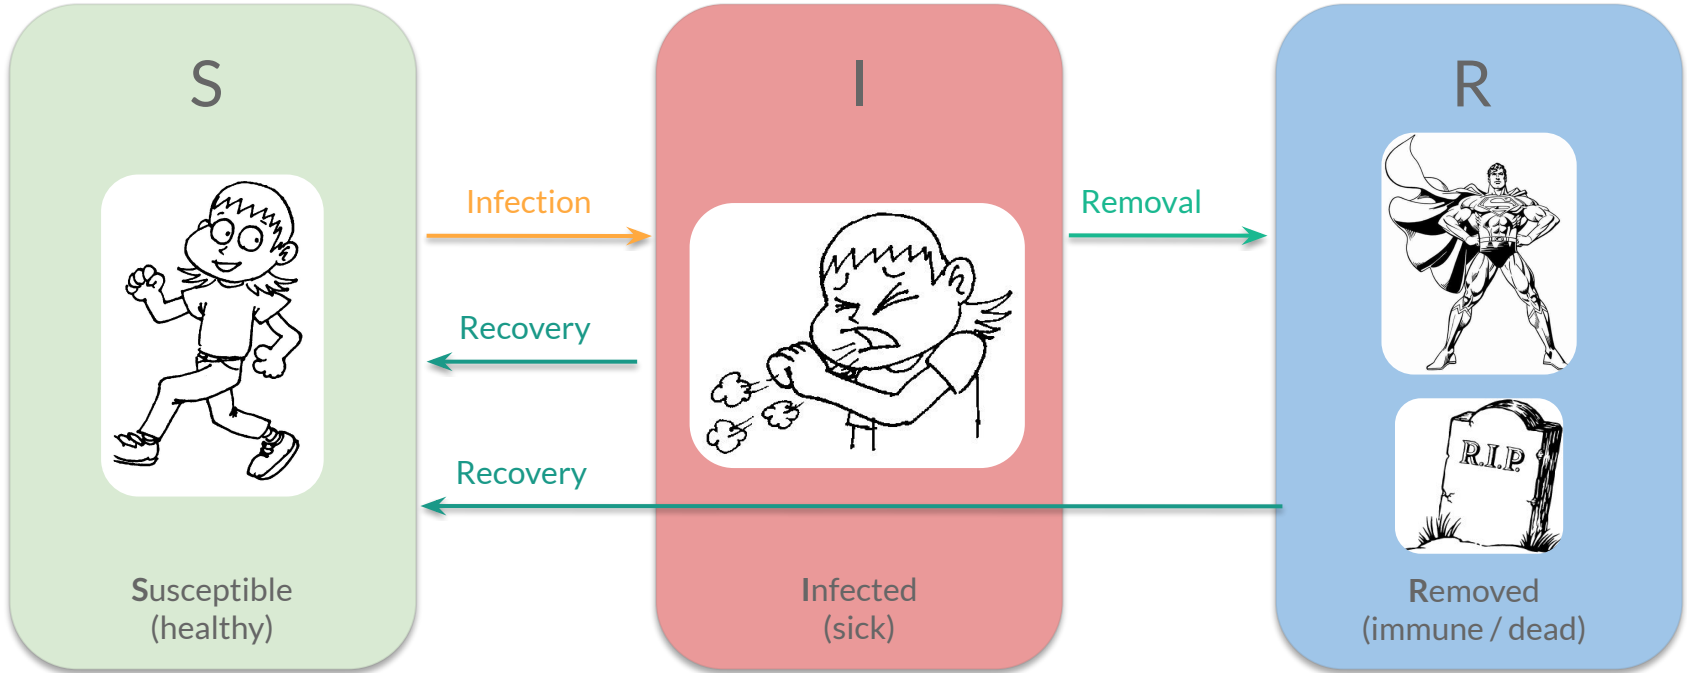 S
I
R
Infection
Removal
Recovery
Recovery
R.I.P.
Susceptible
(healthy)
Infected
(sick)
Removed
(immune / dead)